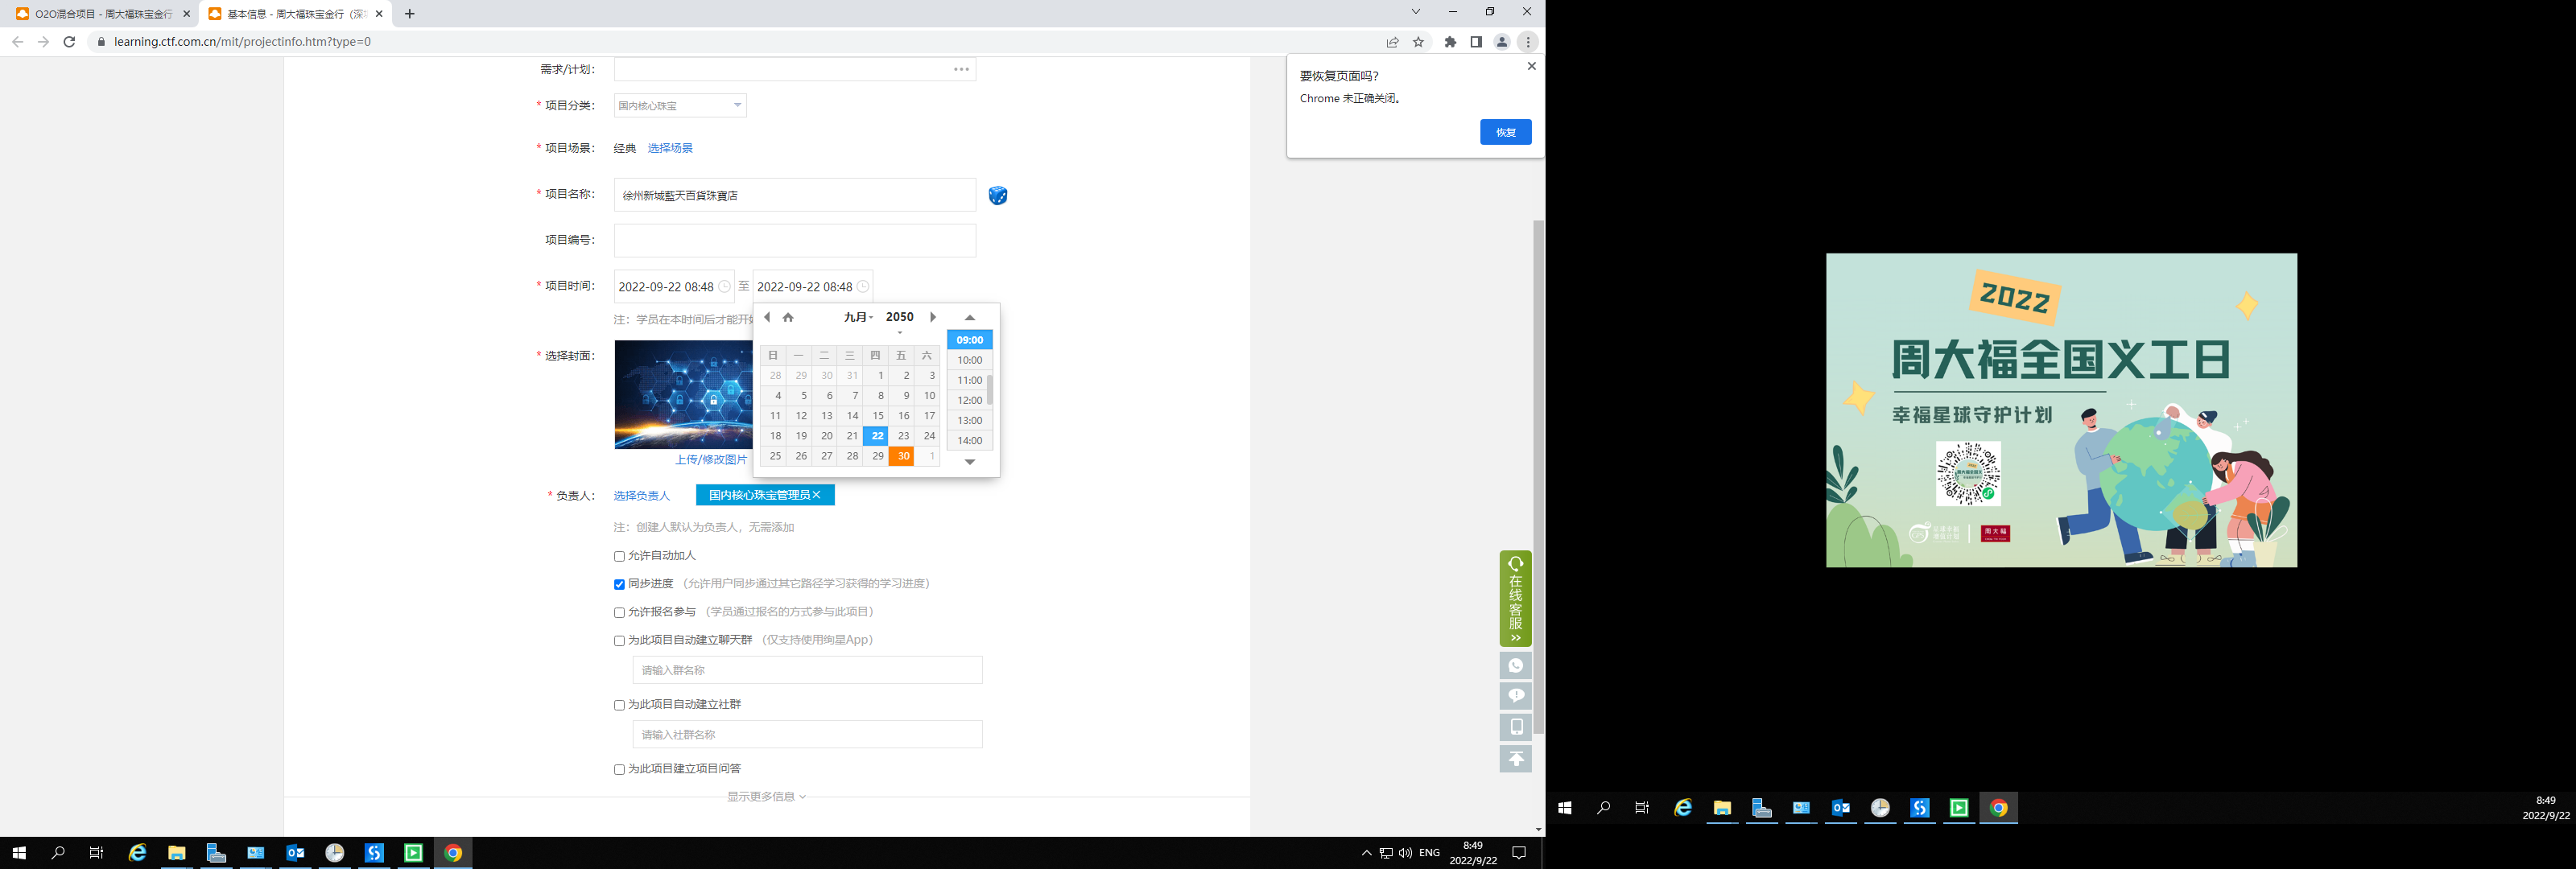 O2O混合项目 - 周大福珠宝金行
基本信息 - 周大福珠宝金行（深圳
learning.ctf.com.cn/mit/projectinfo.htm?type=0
要恢复页面吗？
Chrome 未正确关闭。
恢复
需求/计划：
* 项目分类： 国内核心珠宝
* 项目场景： 经典 选择场景
* 项目名称： 徐州新城藍天百貨珠寶店
项目编号：
* 项目时间： 2022-09-22 08:48 至 2022-09-22 08:48
注：学员在本时间后才能开始
九月 2050
日 一 二 三 四 五 六
28 29 30 31 1 2 3
4 5 6 7 8 9 10
11 12 13 14 15 16 17
18 19 20 21 22 23 24
25 26 27 28 29 30 1
09:00
10:00
11:00
12:00
13:00
14:00
* 选择封面：
上传/修改图片
* 负责人： 选择负责人 国内核心珠宝管理员
注：创建人默认为负责人，无需添加
允许自动加人
同步进度 （允许用户同步通过其它路径学习获得的学习进度）
允许报名参与 （学员通过报名的方式参与此项目）
为此项目自动建立聊天群 （仅支持使用绚星App）
请输入群名称
为此项目自动建立社群
请输入社群名称
为此项目建立项目问答
显示更多信息
在线客服
ENG
8:49
2022/9/22
2022
周大福全国义工日
幸福星球守护计划
周大福
8:49
2022/9/22